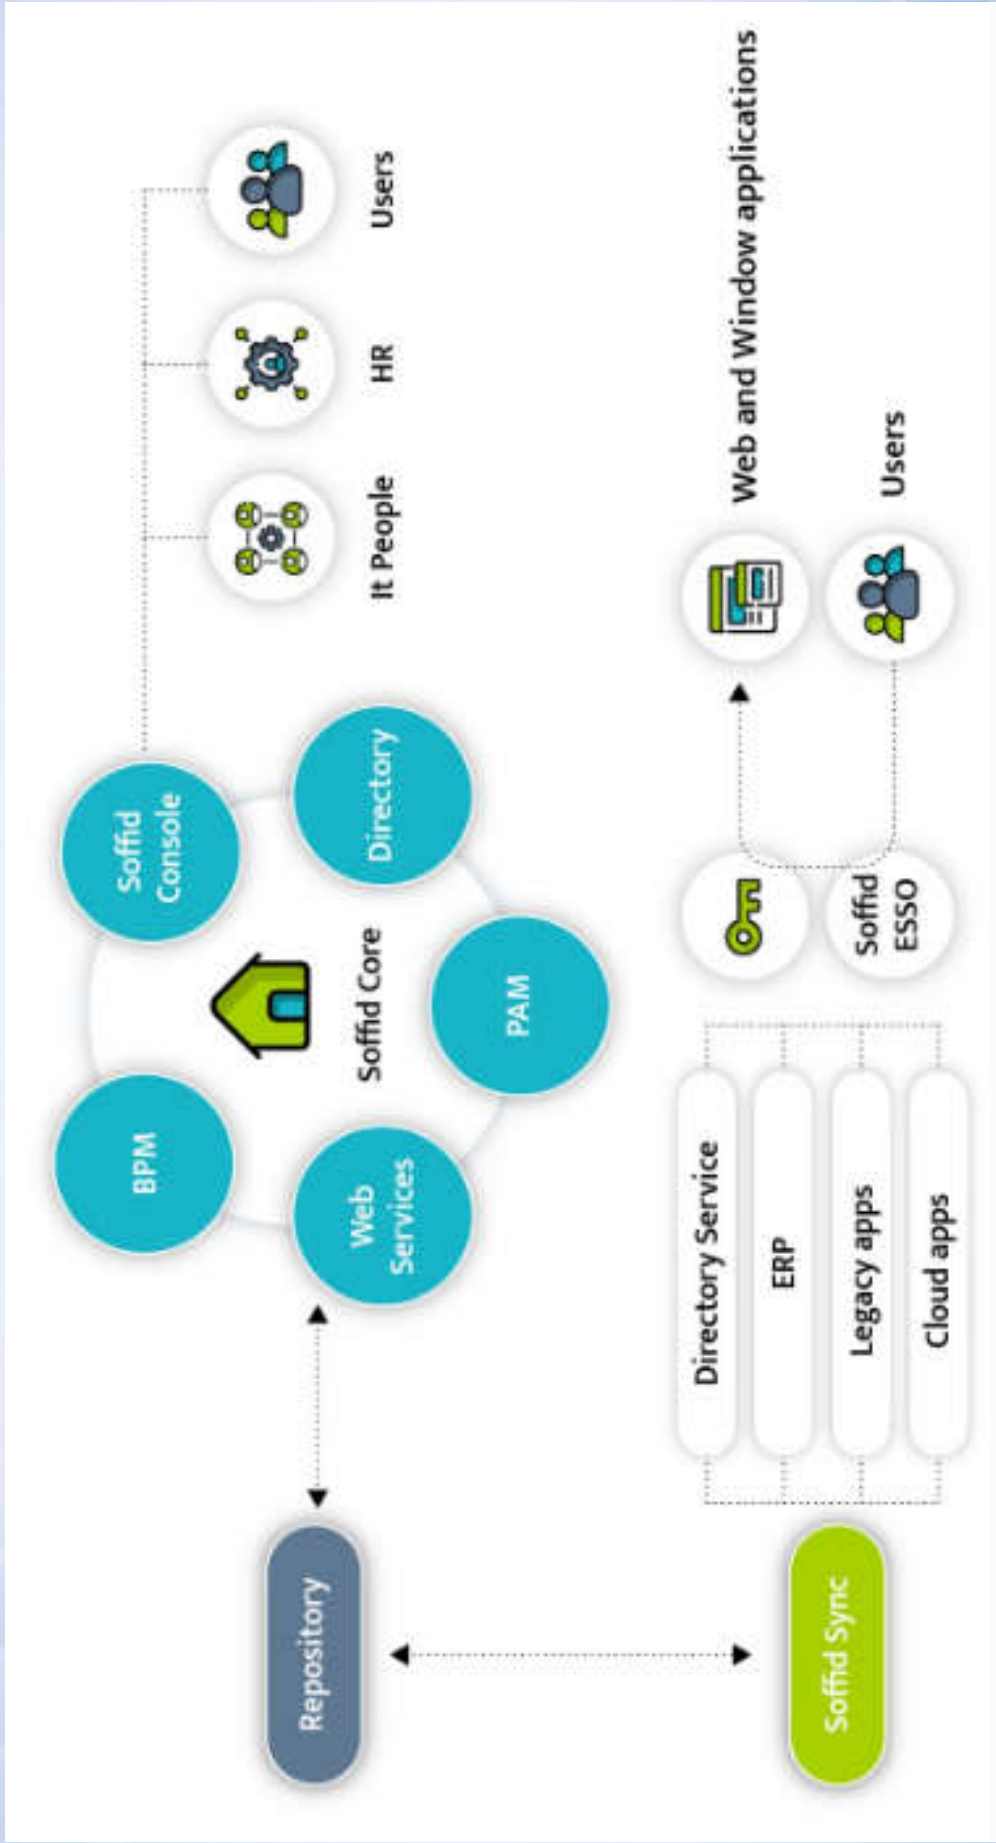 BPM
Soffid
Console
Web
Services
Soffid Core
Directory
PAM
Repository
It People
HR
Users
Soffid Sync
Directory Service
ERP
Legacy apps
Cloud apps
Soffid
ESSO
Web and Window applications
Users